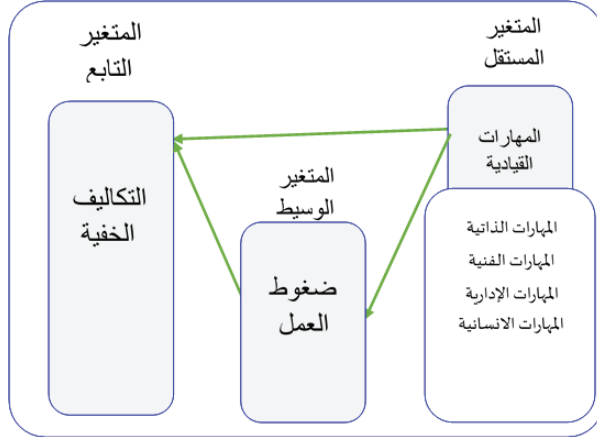 المتغير
المستقل
المهارات
القيادية
المهارات الذاتية
المهارات الفنية
المهارات الإدارية
المهارات الانسانية
المتغير
الوسيط
ضغوط
العمل
المتغير
التابع
التكاليف
الخفية